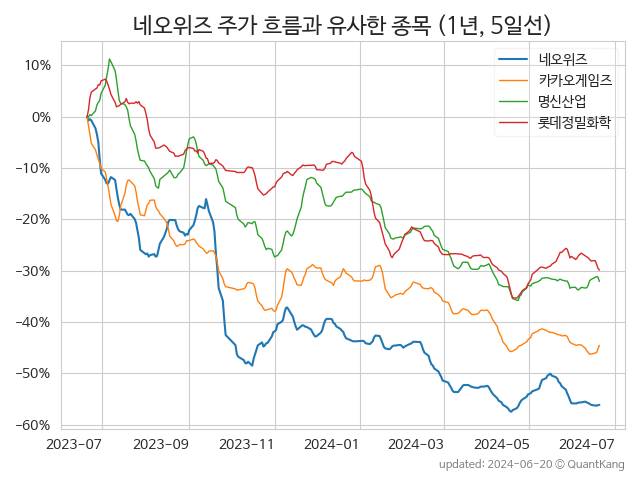 네오위즈 주가 흐름과 유사한 종목 (1년, 5일선)
네오위즈
카카오게임즈
명신산업
롯데정밀화학
10%
0%
−10%
−20%
−30%
−40%
−50%
−60%
2023-07
2023-09
2023-11
2024-01
2024-03
2024-05
2024-07
updated: 2024-06-20 © QuantKang